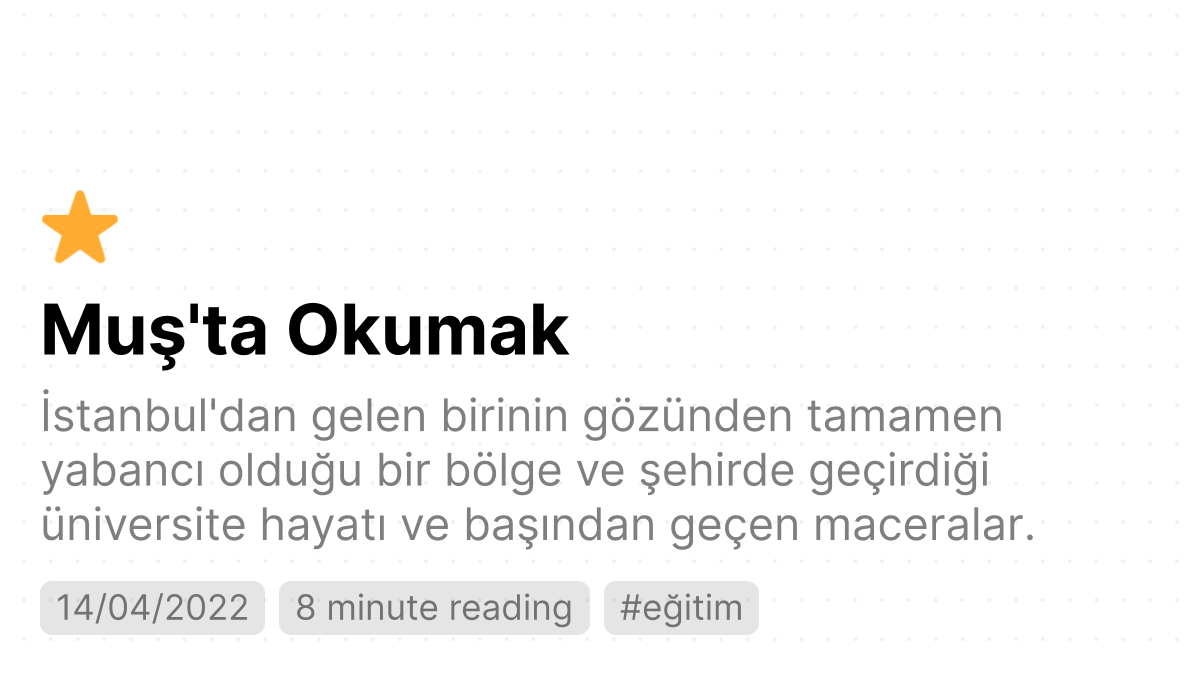 Muş'ta Okumak
İstanbul'dan gelen birinin gözünden tamamen
yabancı olduğu bir bölge ve şehirde geçirdiği
üniversite hayatı ve başından geçen maceralar.
14/04/2022 8 minute reading #eğitim